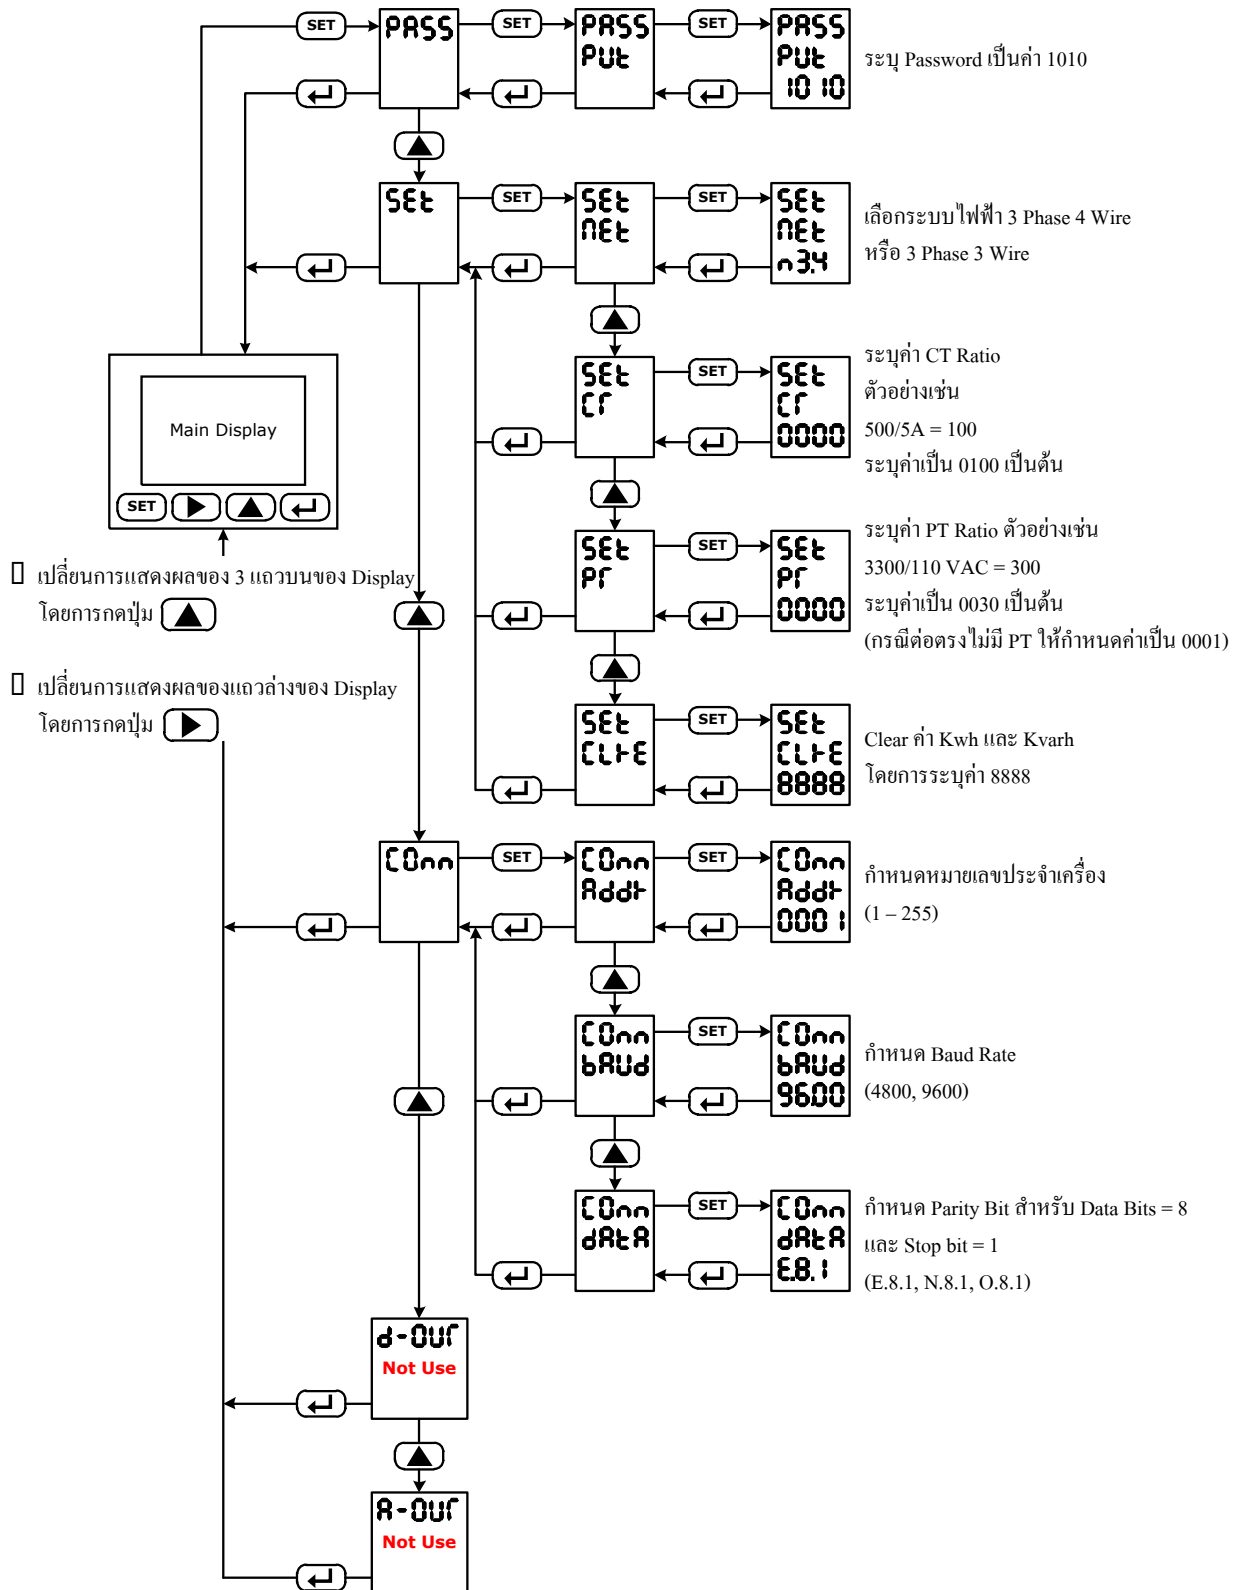 SET
PASS
SET
PASS
PUt
SET
PASS
PUt
1010
ระบุ Password เป็นค่า 1010
SEt
SET
SEt
nEt
SET
SEt
nEt
n3.4
เลือกระบบไฟฟ้า 3 Phase 4 Wire
หรือ 3 Phase 3 Wire
SEt
Cr
SET
SEt
Cr
0000
ระบุค่า CT Ratio
ตัวอย่างเช่น
500/5A = 100
ระบุค่าเป็น 0100 เป็นต้น
Main Display
SET
SEt
Pr
SET
SEt
Pr
0000
ระบุค่า PT Ratio ตัวอย่างเช่น
3300/110 VAC = 300
ระบุค่าเป็น 0030 เป็นต้น
(กรณีต่อตรงไม่มี PT ให้กำหนดค่าเป็น 0001)
เปลี่ยนการแสดงผลของ 3 แถวบนของ Display
โดยการกดปุ่ม
เปลี่ยนการแสดงผลของแถวล่างของ Display
โดยการกดปุ่ม
SEt
CLrE
SET
SEt
CLrE
8888
Clear ค่า Kwh และ Kvarh
โดยการระบุค่า 8888
COnn
SET
COnn
Addr
SET
COnn
Addr
0001
กำหนดหมายเลขประจำเครื่อง
(1 – 255)
COnn
bAUd
SET
COnn
bAUd
9600
กำหนด Baud Rate
(4800, 9600)
COnn
dAtA
SET
COnn
dAtA
E.8.1
กำหนด Parity Bit สำหรับ Data Bits = 8
และ Stop bit = 1
(E.8.1, N.8.1, O.8.1)
d-OUr
Not Use
A-OUr
Not Use